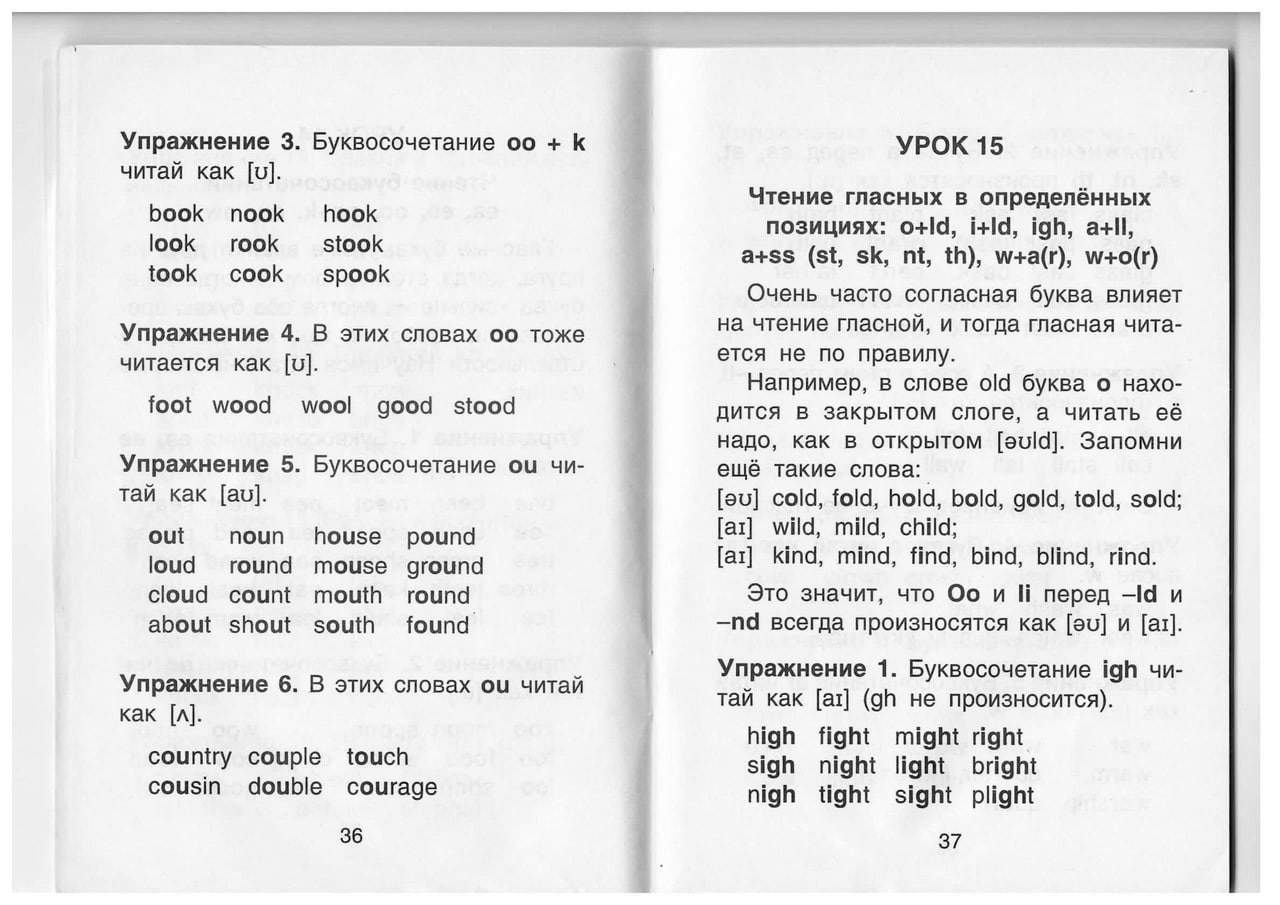 Упражнение 3. Буквосочетание oo + k
читай как [ʊ].
book nook hook
look rook stook
took cook spook
Упражнение 4. В этих словах oo тоже
читается как [ʊ].
foot wood wool good stood
Упражнение 5. Буквосочетание ou чи-
тай как [aʊ].
out noun house pound
loud round mouse ground
cloud count mouth round
about shout south found
Упражнение 6. В этих словах ou читай
как [ʌ].
country couple touch
cousin double courage
36
УРОК 15
Чтение гласных в определённых
позициях: o+ld, i+ld, igh, a+ll,
a+ss (st, sk, nt, th), w+a(r), w+o(r)
Очень часто согласная буква влияет
на чтение гласной, и тогда гласная чита-
ется не по правилу.
Например, в слове old буква o нахо-
дится в закрытом слоге, а читать её
надо, как в открытом [əʊld]. Запомни
ещё такие слова:
[əʊ] cold, fold, hold, bold, gold, told, sold;
[aɪ] wild, mild, child;
[aɪ] kind, mind, find, bind, blind, rind
Это значит, что Oo и Ii перед –ld и
–nd всегда произносятся как [əʊ] и [aɪ].
Упражнение 1. Буквосочетание igh чи-
тай как [aɪ] (gh не произносится).
high fight might right
sigh night light bright
nigh tight sight plight
37